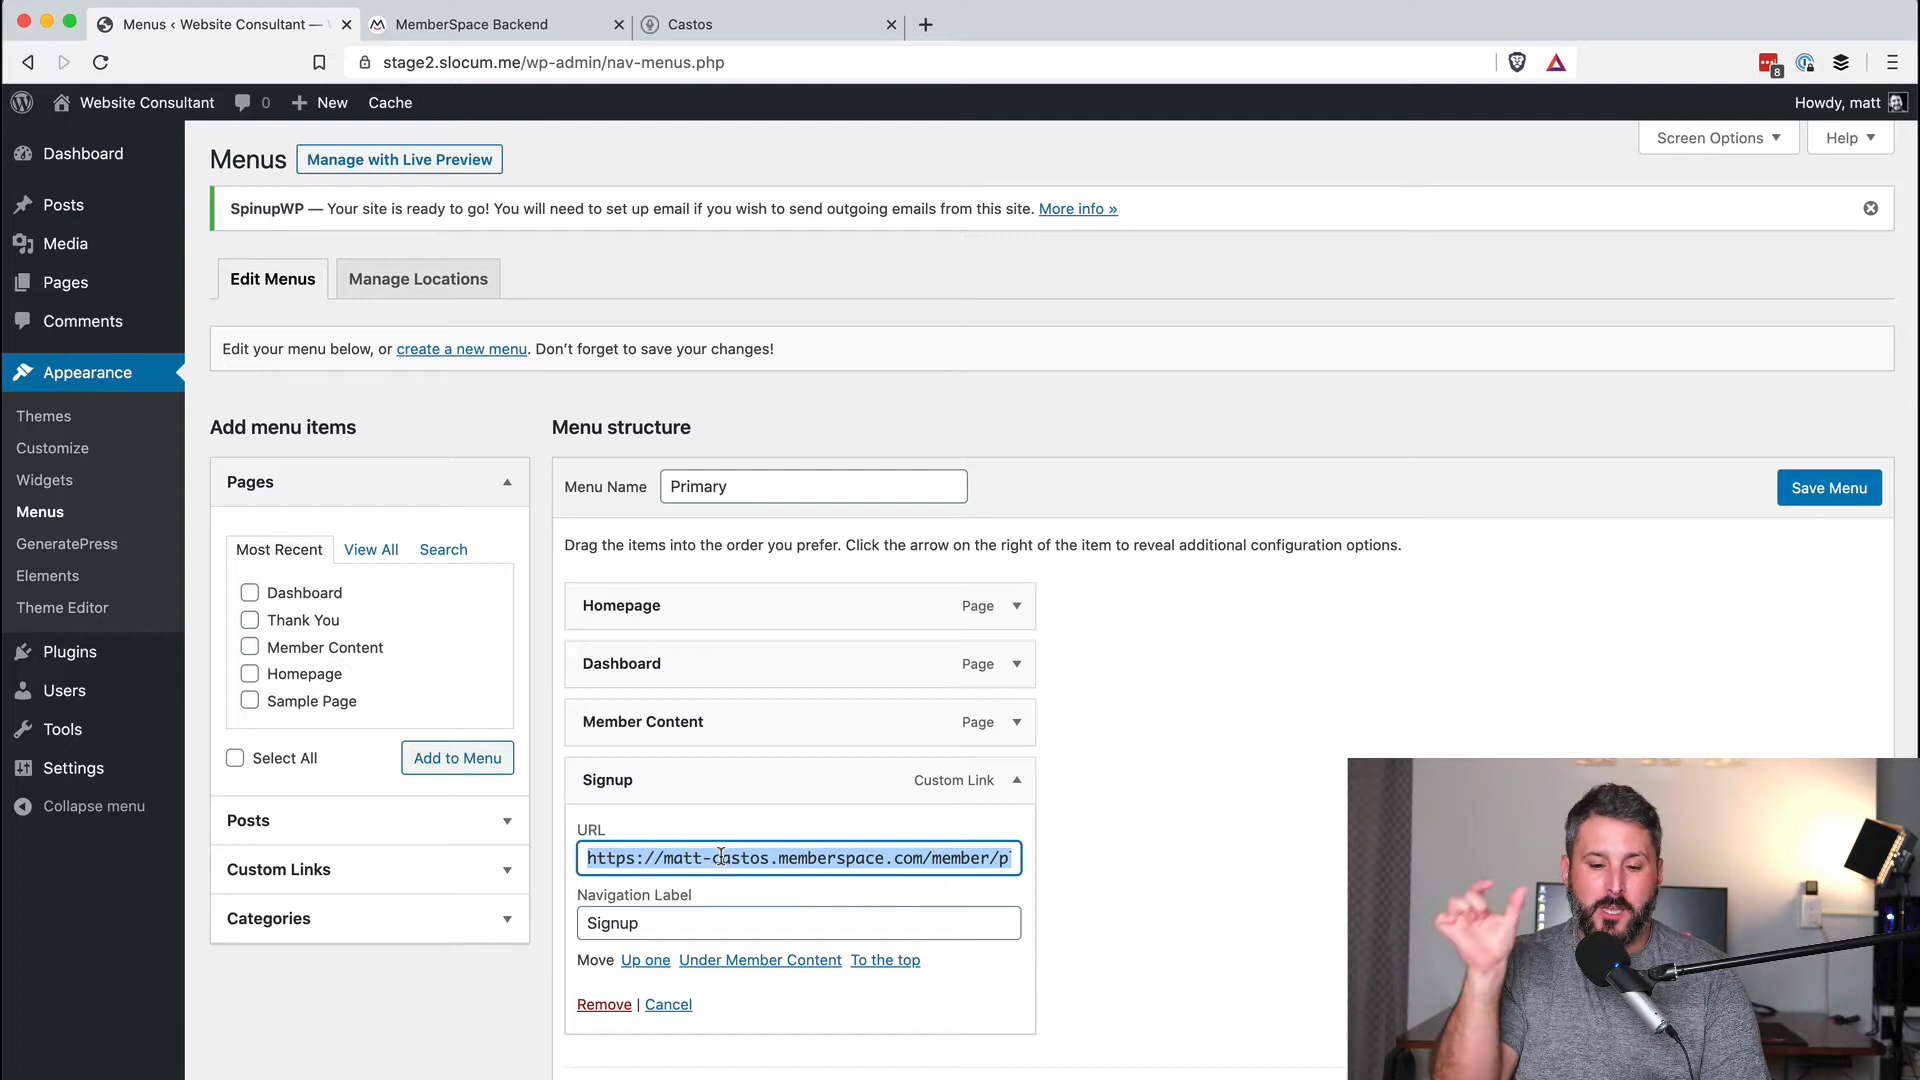 Menus ‹ Website Consultant —
MemberSpace Backend
Castos
stage2.slocum.me/wp-admin/nav-menus.php
8
Website Consultant
0
New
Cache
Howdy, matt
Dashboard
Posts
Media
Pages
Comments
Appearance
Themes
Customize
Widgets
Menus
GeneratePress
Elements
Theme Editor
Plugins
Users
Tools
Settings
Collapse menu
Screen Options
Help
Menus
Manage with Live Preview
SpinupWP — Your site is ready to go! You will need to set up email if you wish to send outgoing emails from this site. More info »
Edit Menus
Manage Locations
Edit your menu below, or create a new menu. Don’t forget to save your changes!
Add menu items
Pages
Most Recent
View All
Search
Dashboard
Thank You
Member Content
Homepage
Sample Page
Select All
Add to Menu
Posts
Custom Links
Categories
Menu structure
Menu Name
Primary
Save Menu
Drag the items into the order you prefer. Click the arrow on the right of the item to reveal additional configuration options.
Homepage
Page
Dashboard
Page
Member Content
Page
Signup
Custom Link
URL
https://matt-castos.memberspace.com/member/p
Navigation Label
Signup
Move Up one Under Member Content To the top
Remove | Cancel